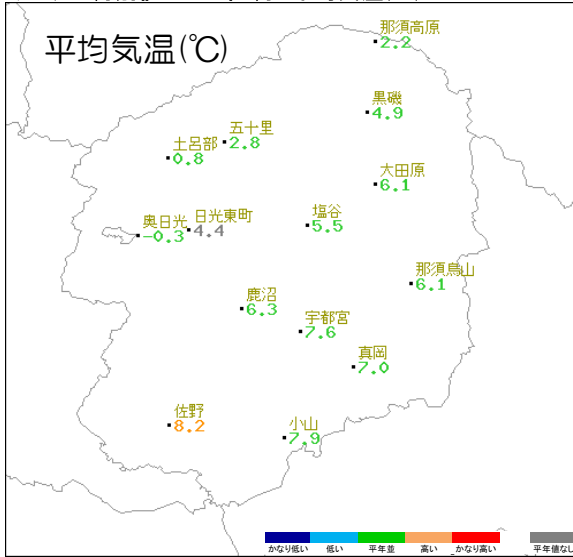 平均気温(℃)
那須高原
2.2
黒磯
4.9
五十里
2.8
土呂部
0.8
大田原
6.1
塩谷
5.5
日光東町
4.4
奥日光
-0.3
那須烏山
6.1
鹿沼
6.3
宇都宮
7.6
真岡
7.0
佐野
8.2
小山
7.9
かなり低い 低い 平年並 高い かなり高い 平年値なし